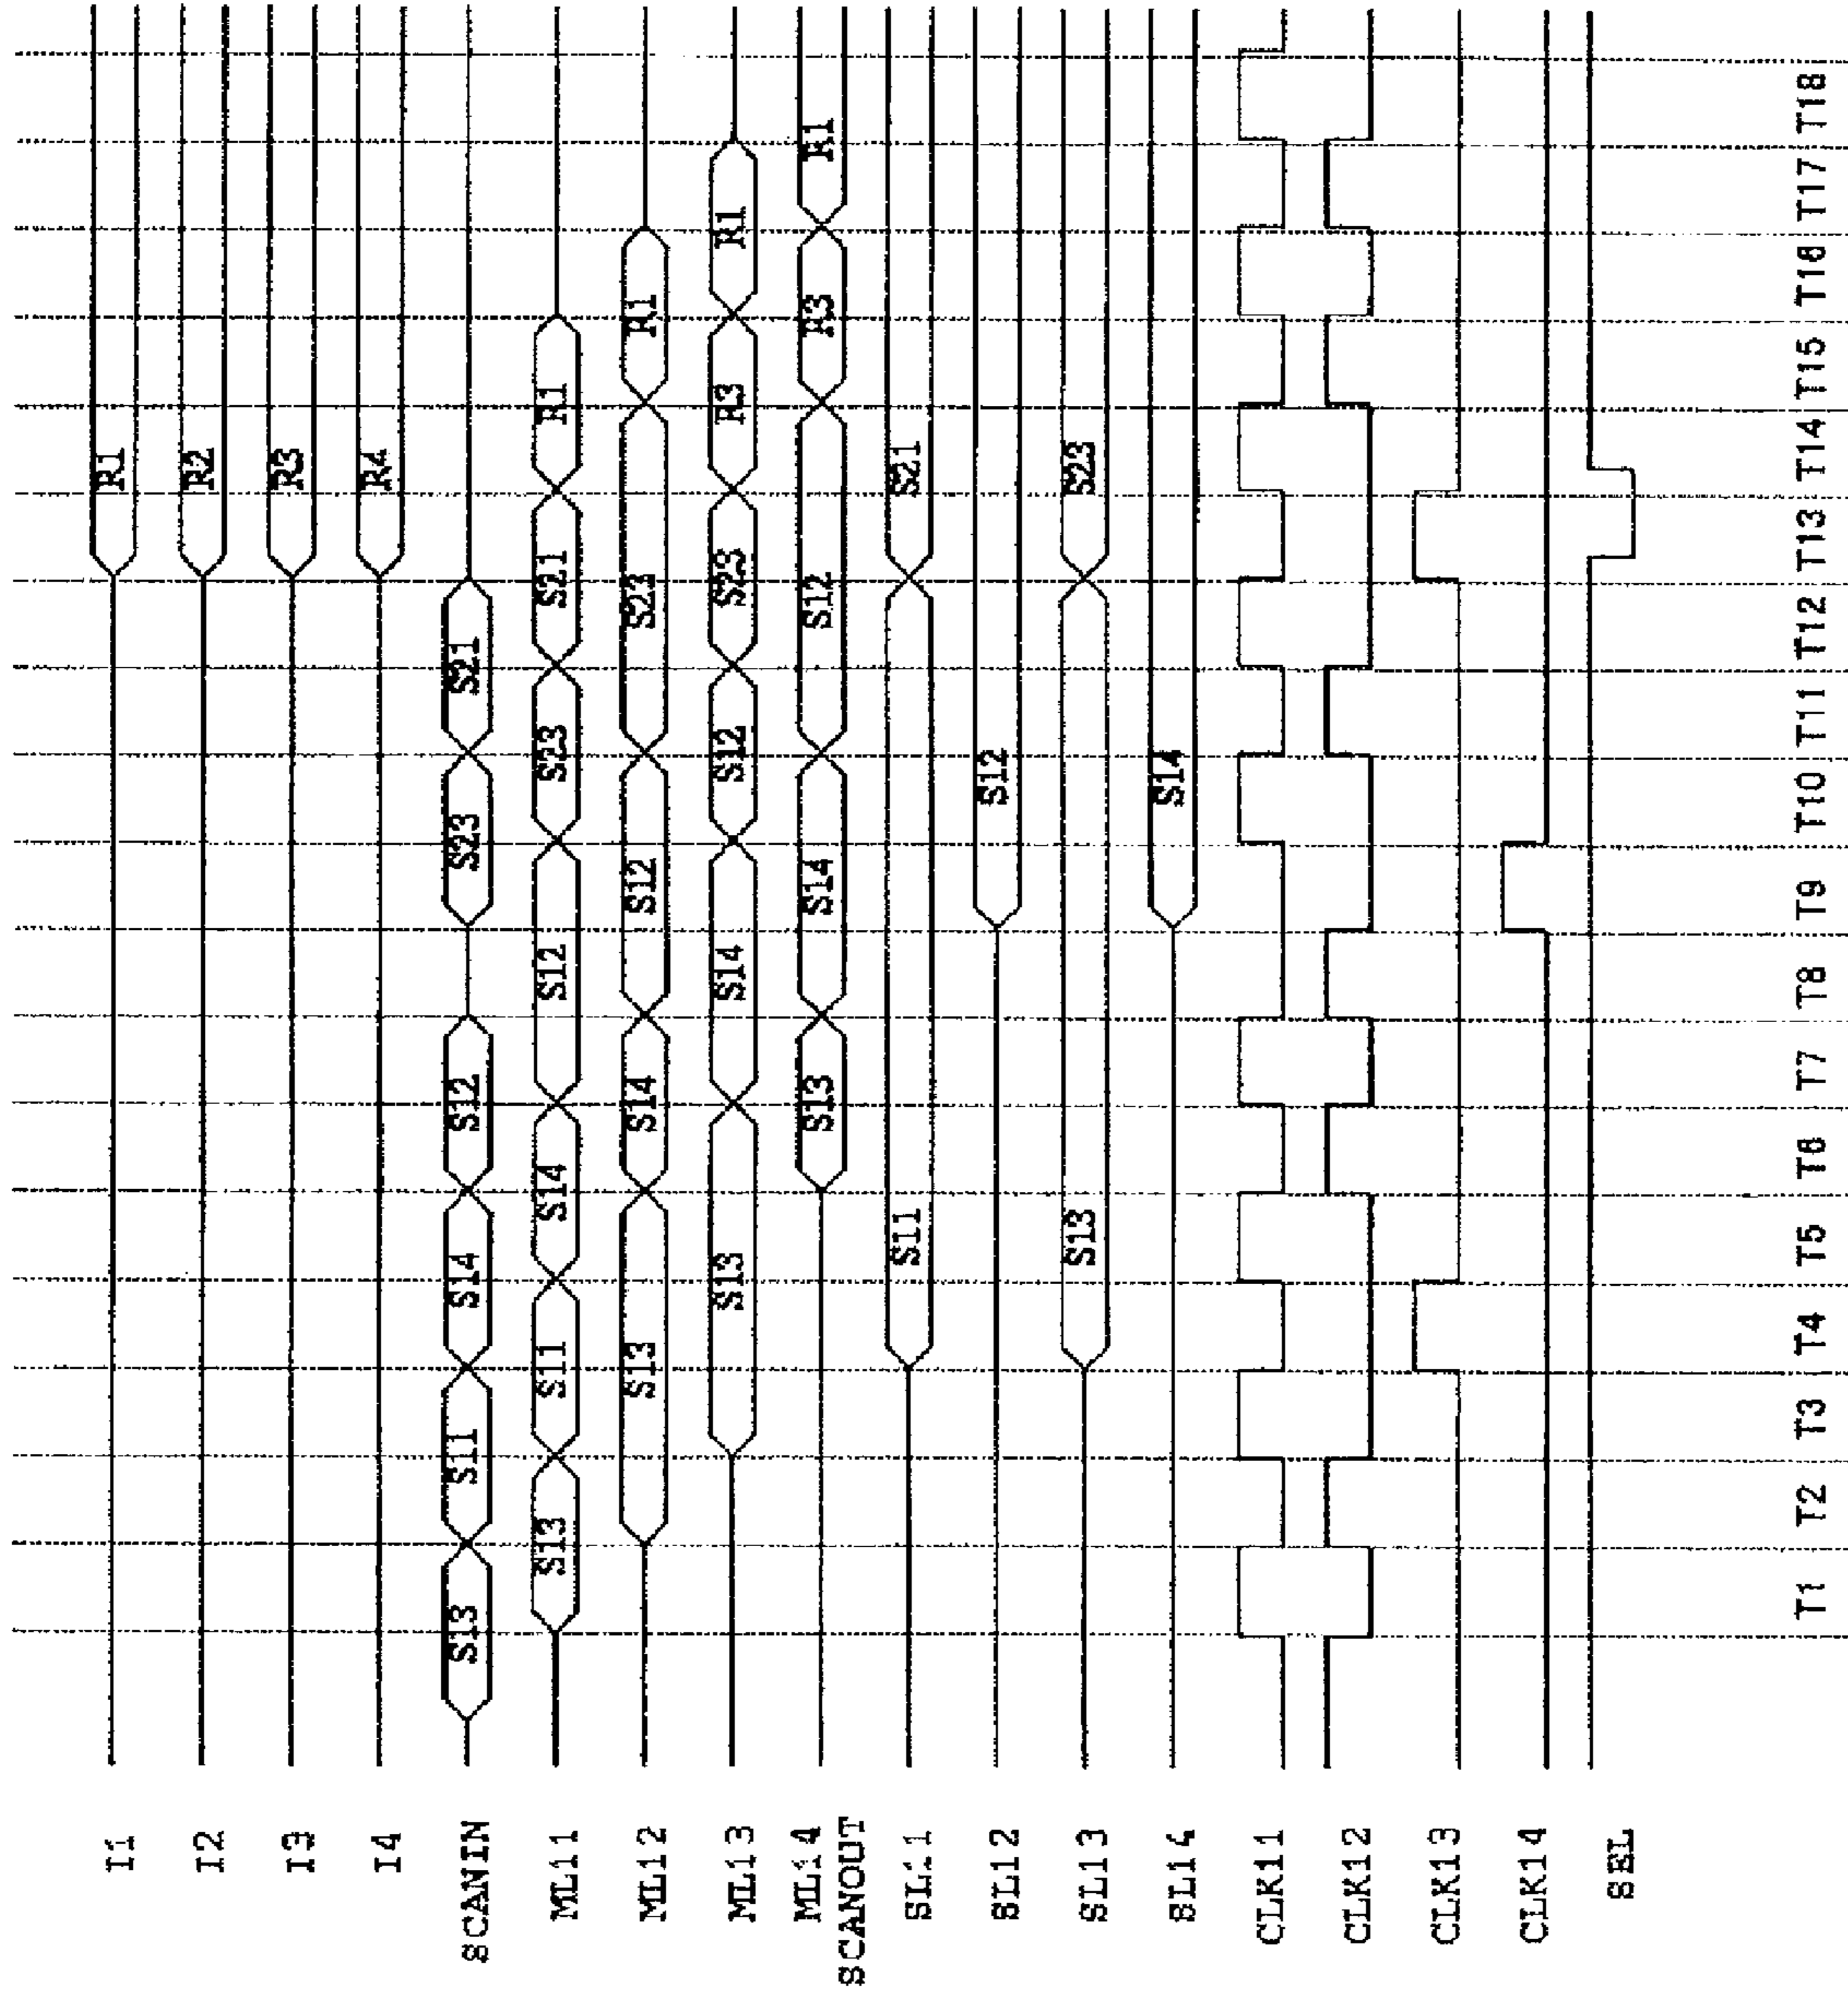 I1 R1
I2 R2
I3 R3
I4 R4
SCANIN S13 S11 S14 S12 S23 S21
ML11 S13 S11 S14 S12 S23 S21 R1
ML12 S13 S14 S12 S23 R1
ML13 S13 S14 S12 S23 R3 R1
ML14
SCANOUT S13 S14 S12 R3 R1
SL11 S11 S21
SL12 S12
SL13 S13 S23
SL14 S14
CLK11
CLK12
CLK13
CLK14
SEL
T1 T2 T3 T4 T5 T6 T7 T8 T9 T10 T11 T12 T13 T14 T15 T16 T17 T18